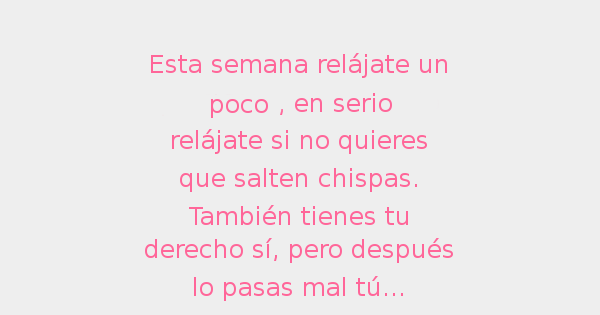 Esta semana relájate un
poco , en serio
relájate si no quieres
que salten chispas.
También tienes tu
derecho sí, pero después
lo pasas mal tú...